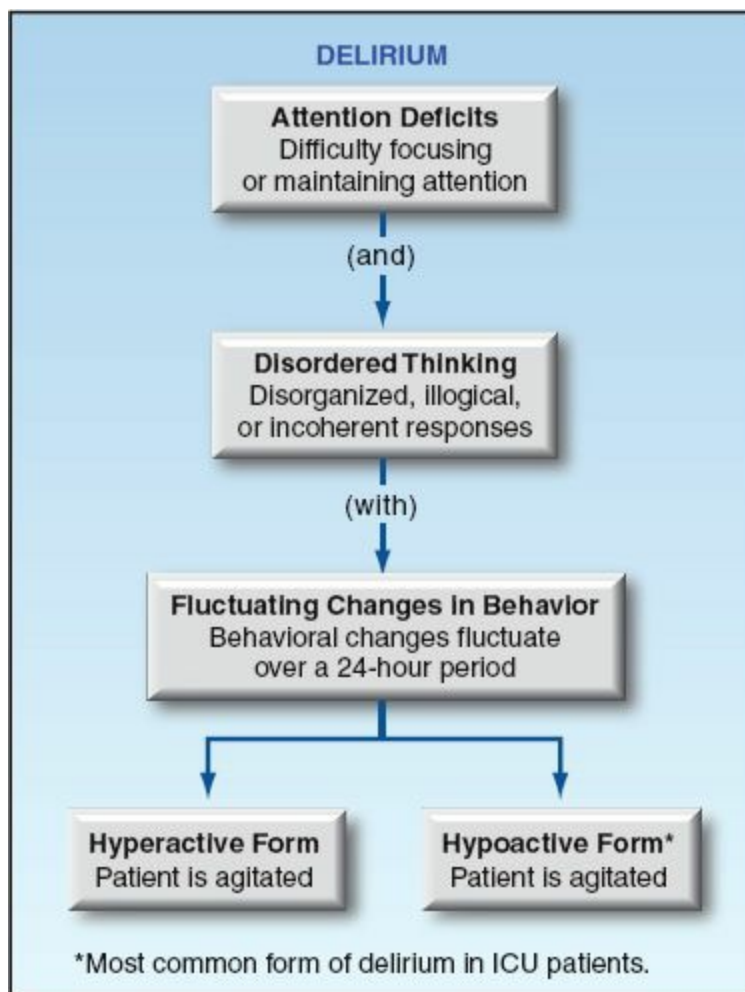 DELIRIUM
Attention Deficits
Difficulty focusing
or maintaining attention
(and)
Disordered Thinking
Disorganized, illogical,
or incoherent responses
(with)
Fluctuating Changes in Behavior
Behavioral changes fluctuate
over a 24-hour period
Hyperactive Form
Patient is agitated
Hypoactive Form*
Patient is agitated
*Most common form of delirium in ICU patients.